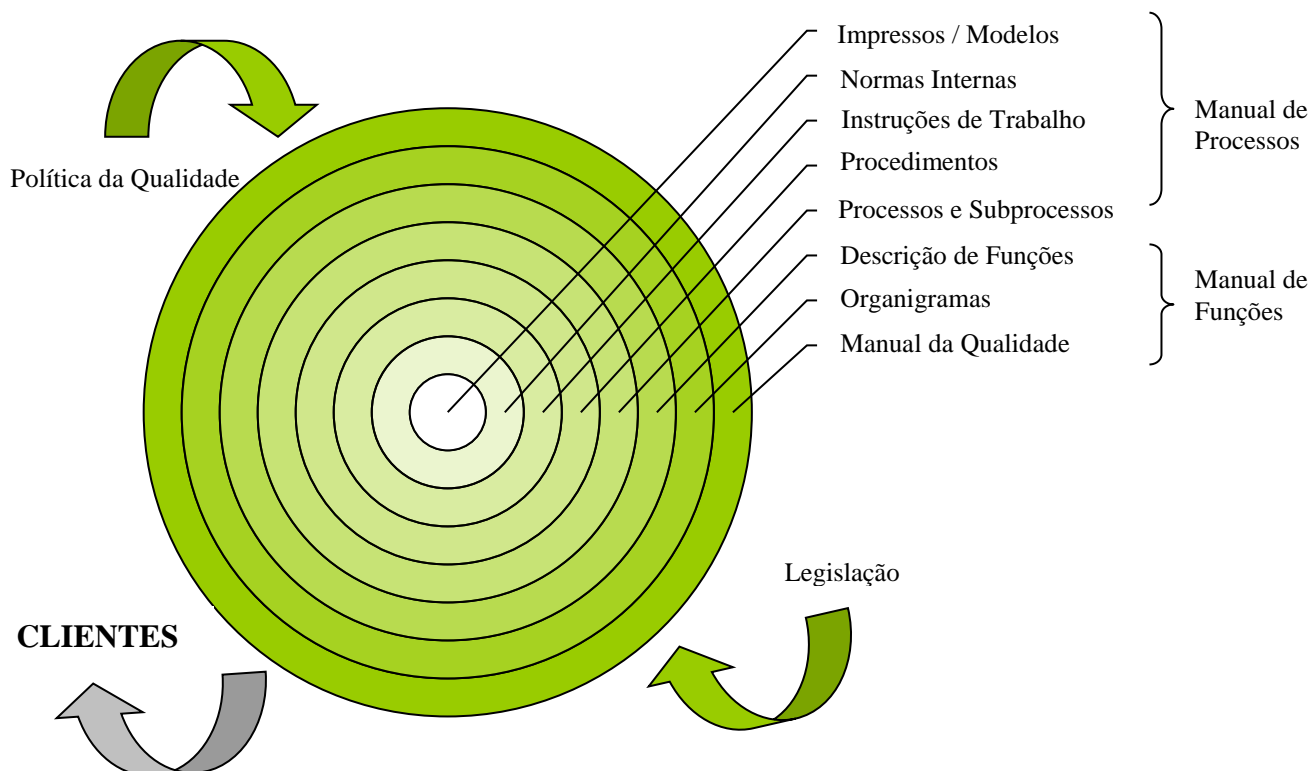 Impressos / Modelos
Normas Internas
Instruções de Trabalho
Procedimentos
Processos e Subprocessos
Descrição de Funções
Organigramas
Manual da Qualidade
Manual de
Processos
Manual de
Funções
Política da Qualidade
Legislação
CLIENTES